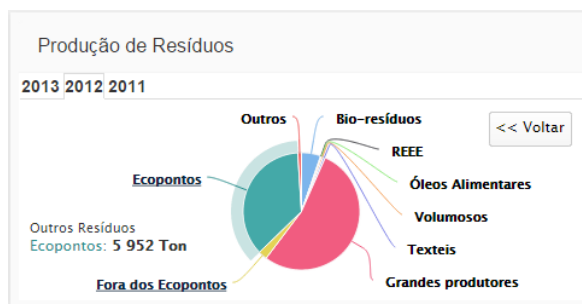 Produção de Resíduos
2013 2012 2011
Outros
Bio-resíduos
<< Voltar
REEE
Ecopontos
Óleos Alimentares
Volumosos
Outros Resíduos
Ecopontos: 5 952 Ton
Texteis
Fora dos Ecopontos
Grandes produtores